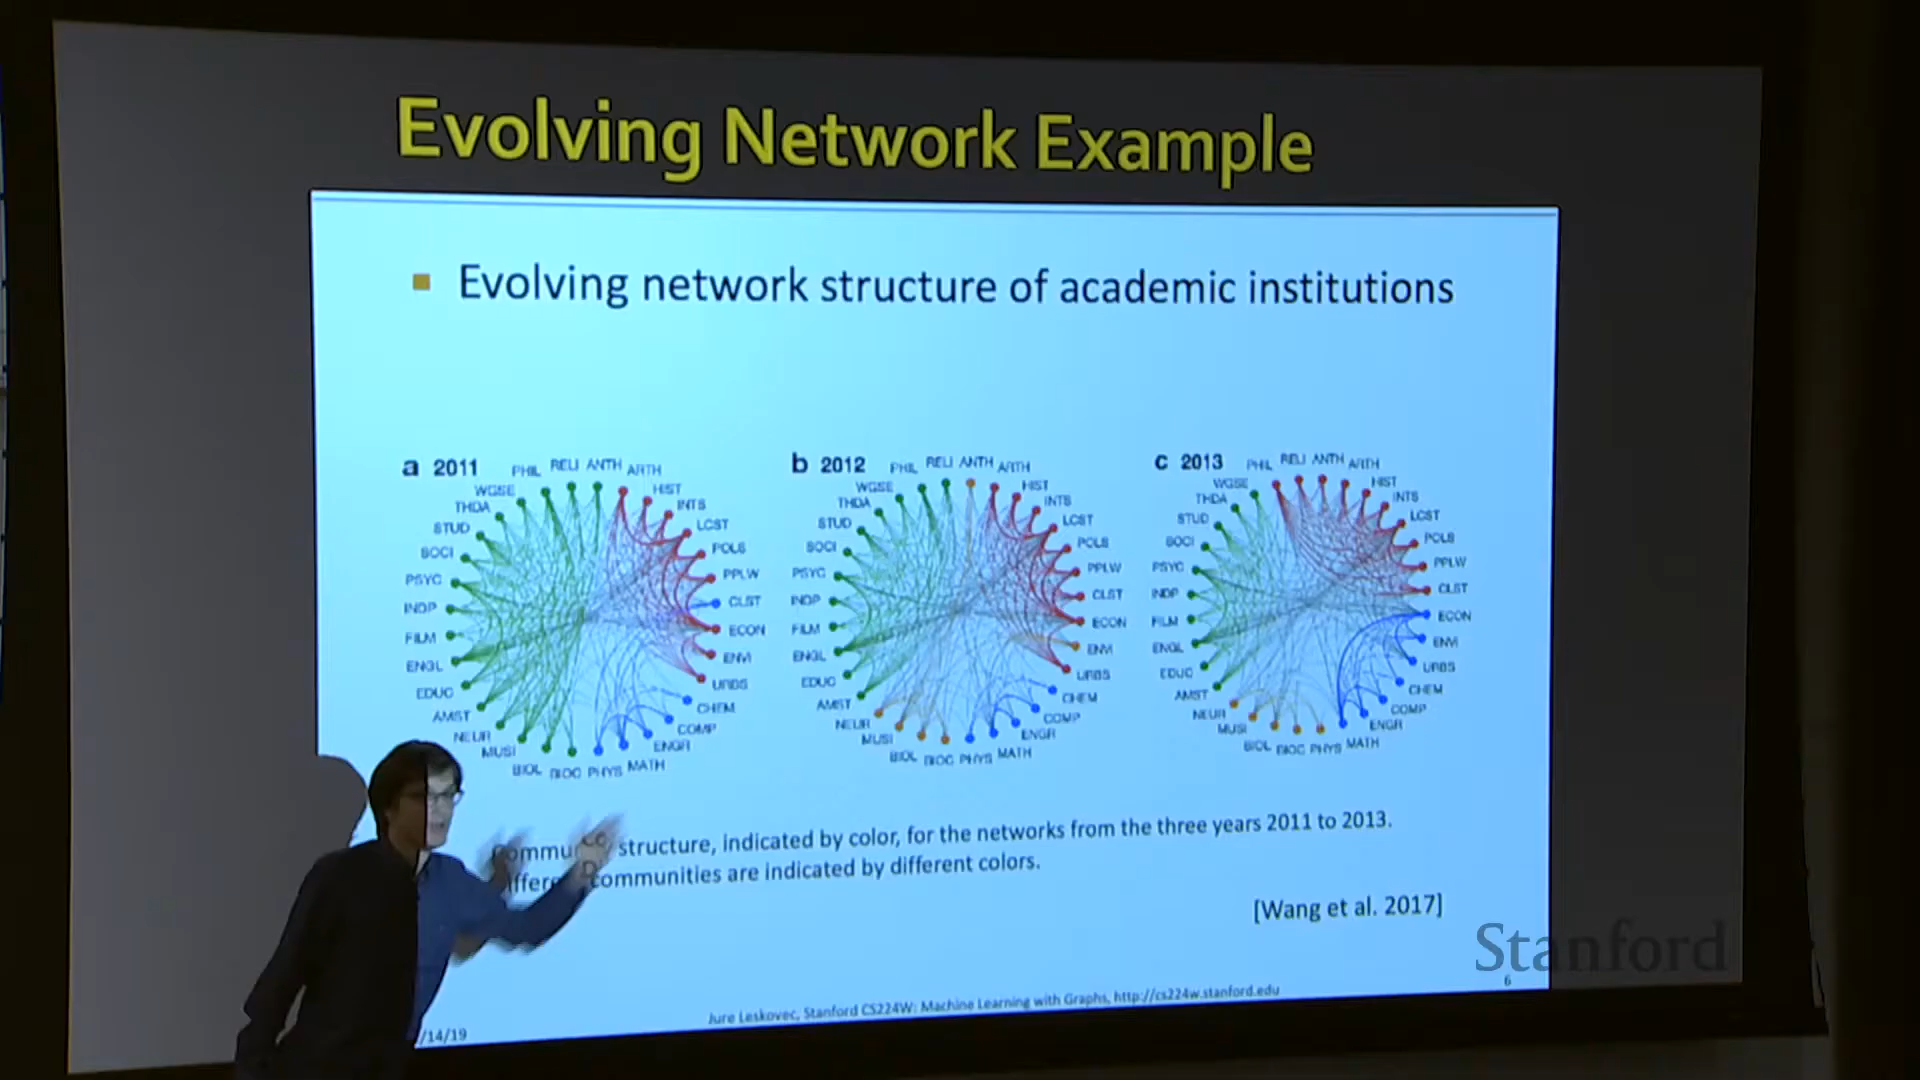 Evolving Network Example
Evolving network structure of academic institutions
a 2011
PHIL RELI ANTH ARTH
HIST
INTS
LCST
POLS
PPLW
CLST
ECON
ENVI
URBS
CHEM
COMP
ENGR
MATH
PHYS
BIOC
BIOL
MUSI
NEUR
AMST
EDUC
ENGL
FILM
INDP
PSYC
SOCI
STUD
THDA
WGSE
b 2012
PHIL RELI ANTH ARTH
HIST
INTS
LCST
POLS
PPLW
CLST
ECON
ENVI
URBS
CHEM
COMP
ENGR
MATH
PHYS
BIOC
BIOL
MUSI
NEUR
AMST
EDUC
ENGL
FILM
INDP
PSYC
SOCI
STUD
THDA
WGSE
c 2013
PHIL RELI ANTH ARTH
HIST
INTS
LCST
POLS
PPLW
CLST
ECON
ENVI
URBS
CHEM
COMP
ENGR
MATH
PHYS
BIOC
BIOL
MUSI
NEUR
AMST
EDUC
ENGL
FILM
INDP
PSYC
SOCI
STUD
THDA
WGSE
structure, indicated by color, for the networks from the three years 2011 to 2013.
communities are indicated by different colors.
[Wang et al. 2017]
Stanford
6
Jure Leskovec, Stanford CS224W: Machine Learning with Graphs, http://cs224w.stanford.edu
/14/19